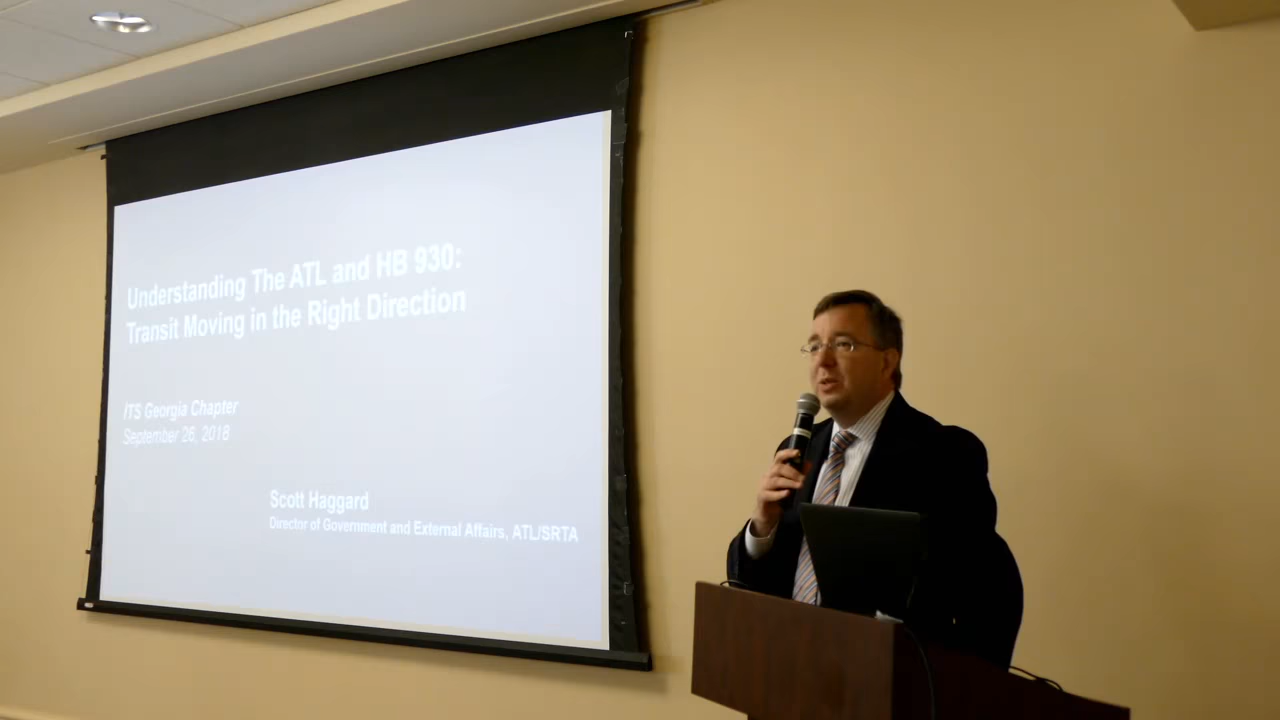 Understanding The ATL and HB 930:
Transit Moving in the Right Direction
ITS Georgia Chapter
September 26, 2018
Scott Haggard
Director of Government and External Affairs, ATL/SRTA